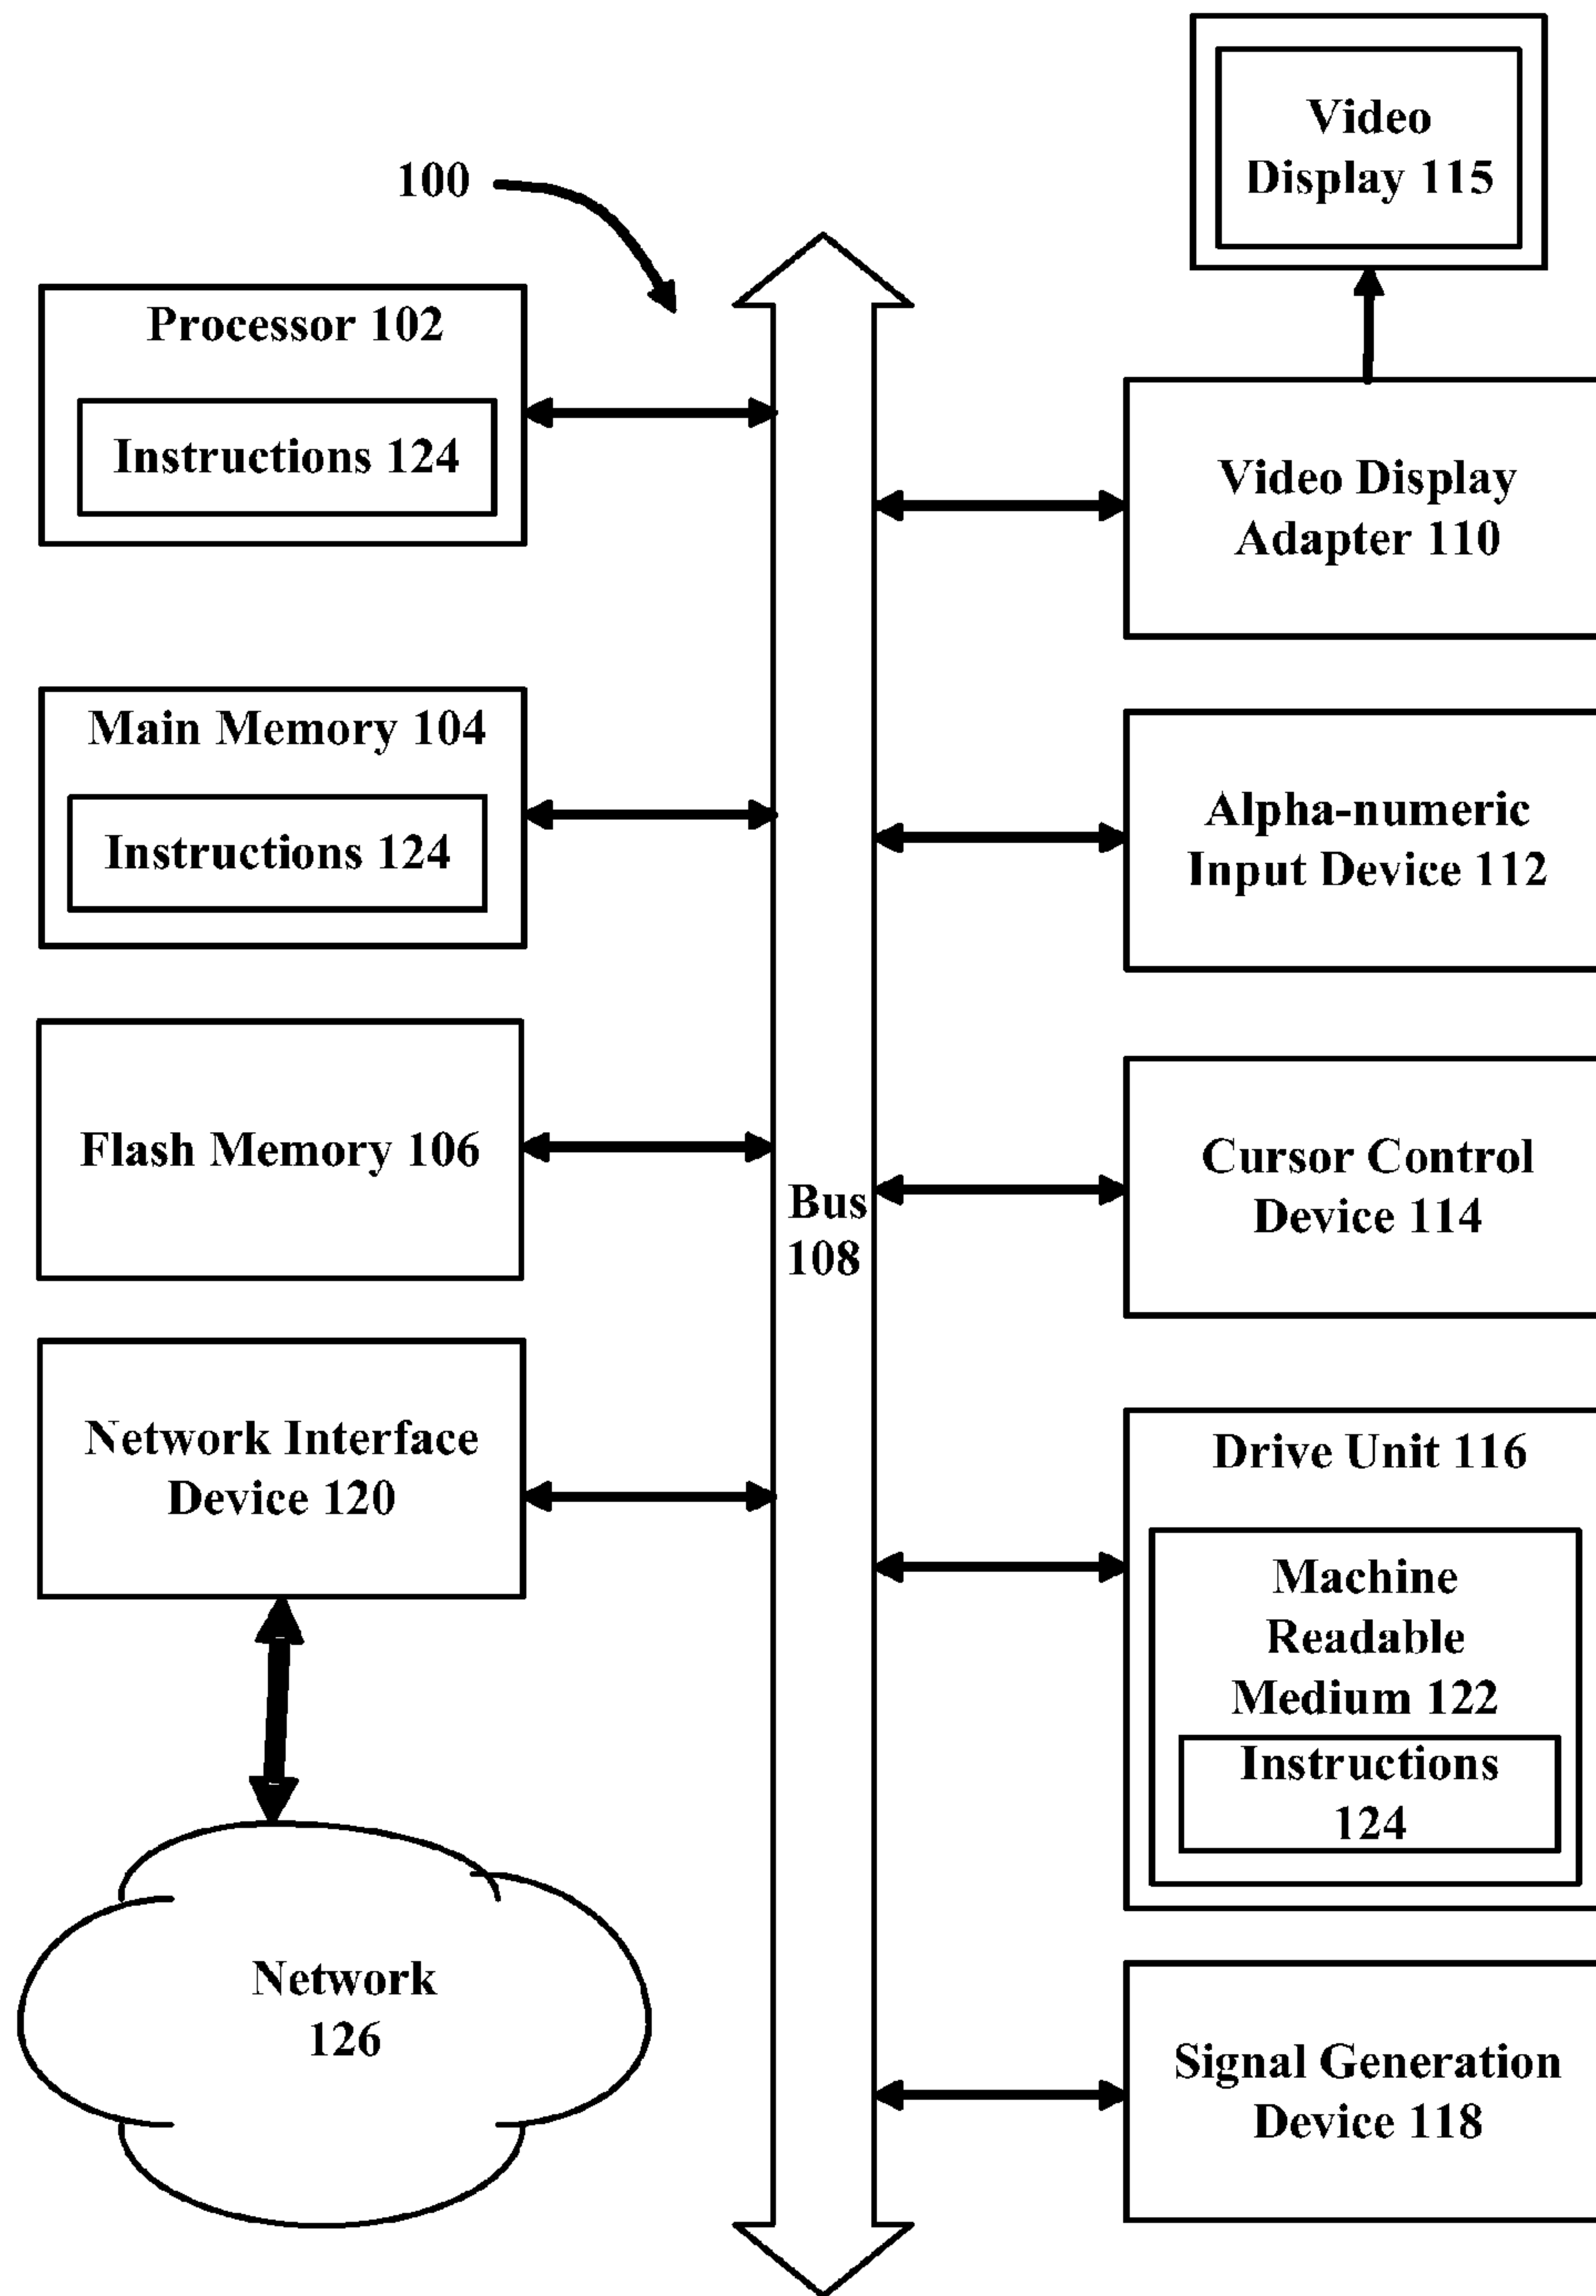 Video
Display 115
100
Processor 102
Instructions 124
Video Display
Adapter 110
Main Memory 104
Instructions 124
Alpha-numeric
Input Device 112
Flash Memory 106
Bus
108
Cursor Control
Device 114
Network Interface
Device 120
Drive Unit 116
Machine
Readable
Medium 122
Instructions
124
Network
126
Signal Generation
Device 118